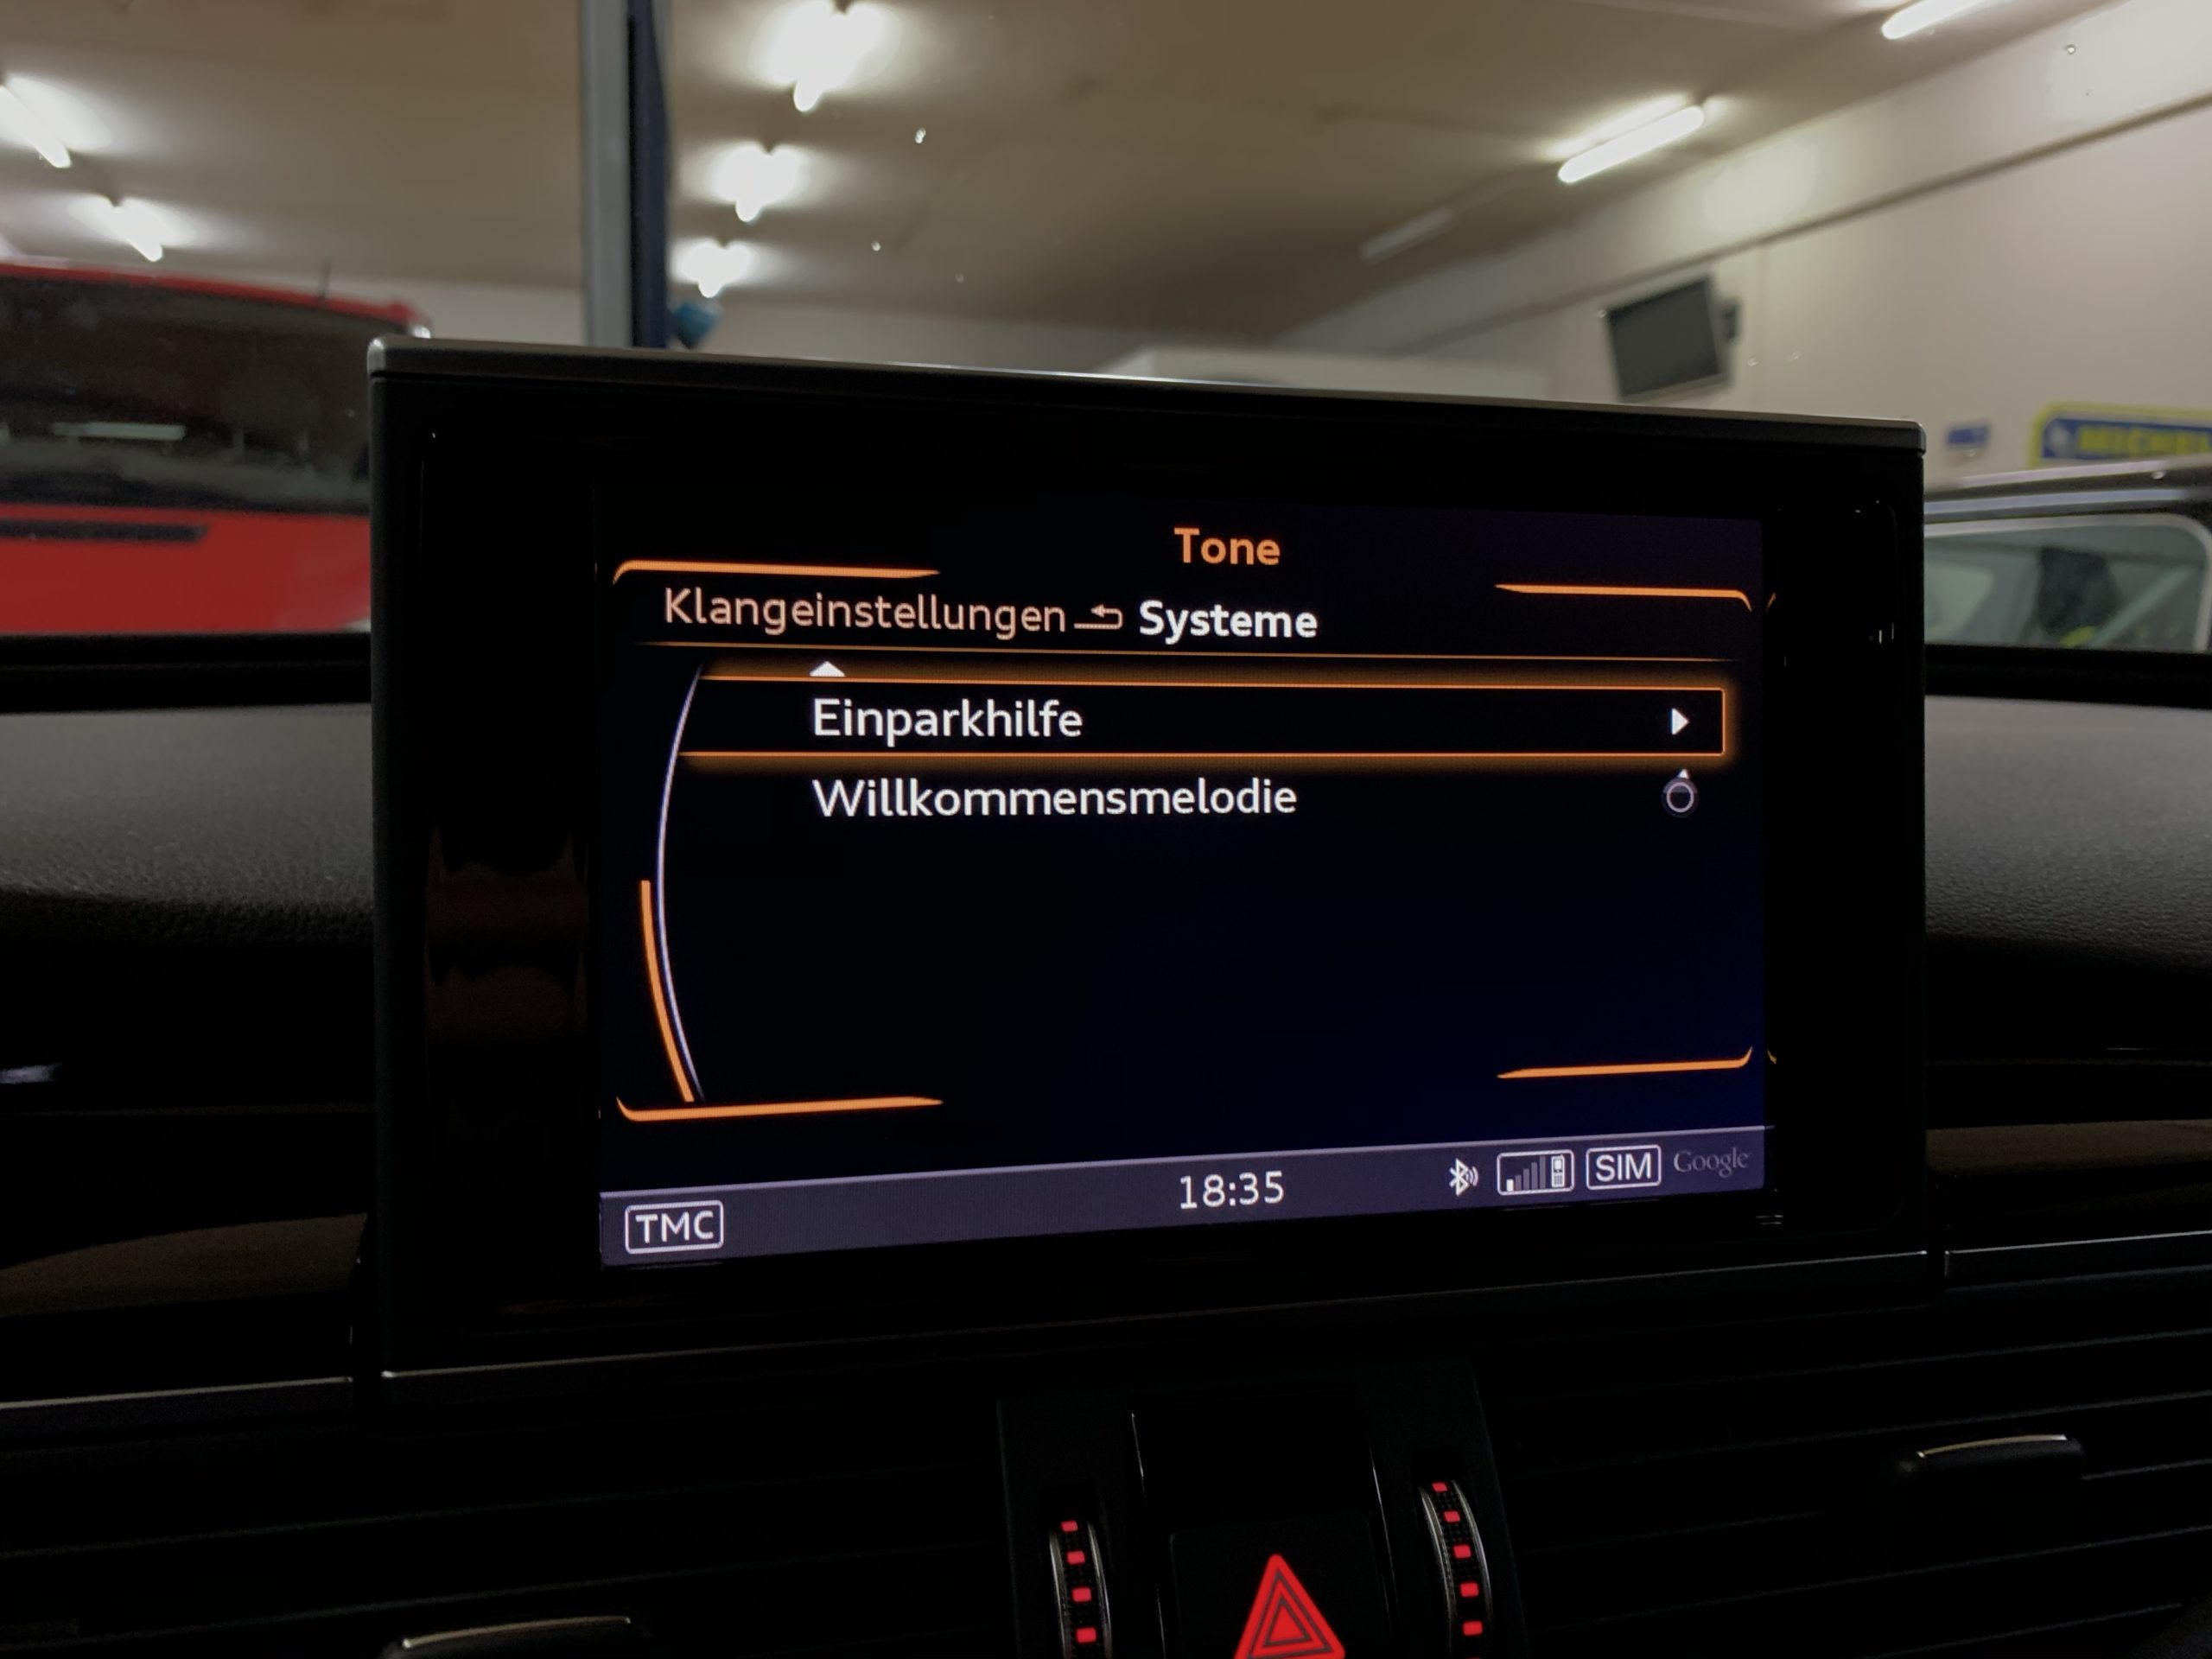 Tone
Klangeinstellungen Systeme
Einparkhilfe
Willkommensmelodie
TMC 18:35 SIM Google